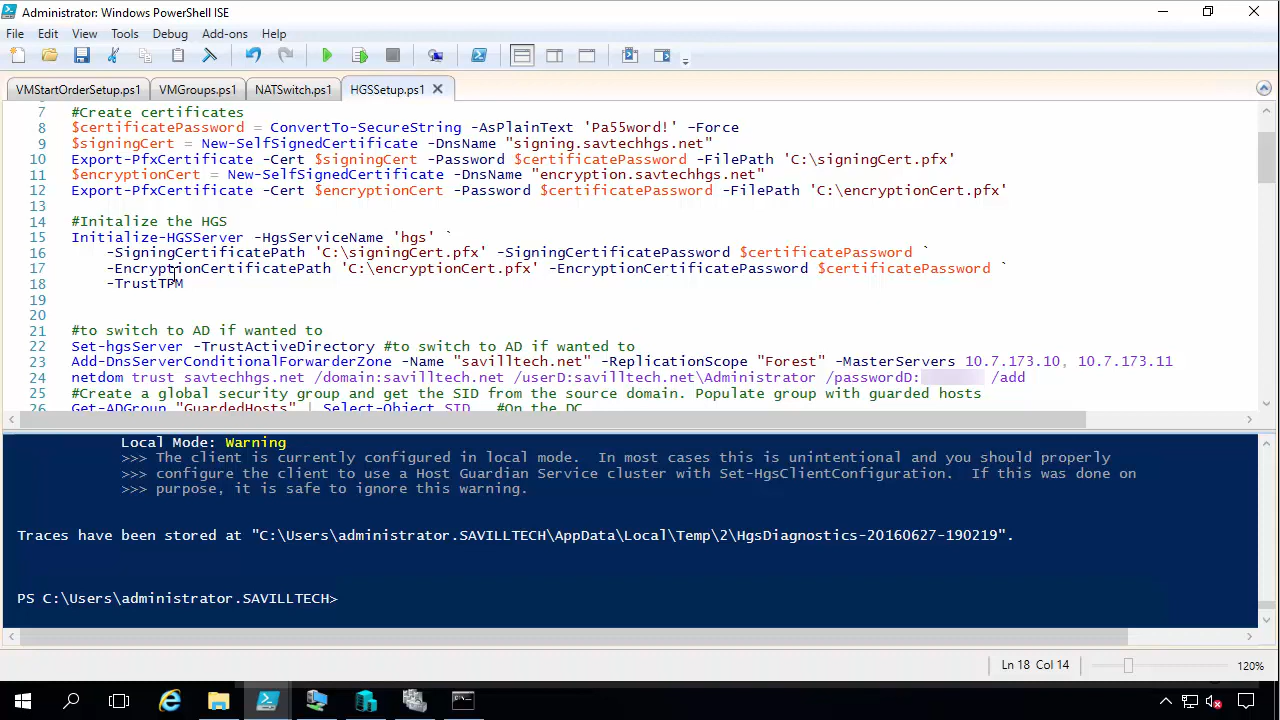 Administrator: Windows PowerShell ISE
File Edit View Tools Debug Add-ons Help
VMStartOrderSetup.ps1 VMGroups.ps1 NATSwitch.ps1 HGSSetup.ps1
7 #Create certificates
8 $certificatePassword = ConvertTo-SecureString -AsPlainText 'Pa55word!' -Force
9 $signingCert = New-SelfSignedCertificate -DnsName "signing.savtechhgs.net"
10 Export-PfxCertificate -Cert $signingCert -Password $certificatePassword -FilePath 'C:\signingCert.pfx'
11 $encryptionCert = New-SelfSignedCertificate -DnsName "encryption.savtechhgs.net"
12 Export-PfxCertificate -Cert $encryptionCert -Password $certificatePassword -FilePath 'C:\encryptionCert.pfx'
13
14 #Initalize the HGS
15 Initialize-HGSServer -HgsServiceName 'hgs' `
16 -SigningCertificatePath 'C:\signingCert.pfx' -SigningCertificatePassword $certificatePassword `
17 -EncryptionCertificatePath 'C:\encryptionCert.pfx' -EncryptionCertificatePassword $certificatePassword `
18 -TrustTPM
19
20
21 #to switch to AD if wanted to
22 Set-hgsServer -TrustActiveDirectory #to switch to AD if wanted to
23 Add-DnsServerConditionalForwarderZone -Name "savilltech.net" -ReplicationScope "Forest" -MasterServers 10.7.173.10, 10.7.173.11
24 netdom trust savtechhgs.net /domain:savilltech.net /userD:savilltech.net\Administrator /passwordD: /add
25 #Create a global security group and get the SID from the source domain. Populate group with guarded hosts
26 Get-ADGroup "GuardedHosts" | Select-Object SID #On the DC
Local Mode: Warning
>>> The client is currently configured in local mode. In most cases this is unintentional and you should properly
>>> configure the client to use a Host Guardian Service cluster with Set-HgsClientConfiguration. If this was done on
>>> purpose, it is safe to ignore this warning.
Traces have been stored at "C:\Users\administrator.SAVILLTECH\AppData\Local\Temp\2\HgsDiagnostics-20160627-190219".
PS C:\Users\administrator.SAVILLTECH>
Ln 18 Col 14 120%